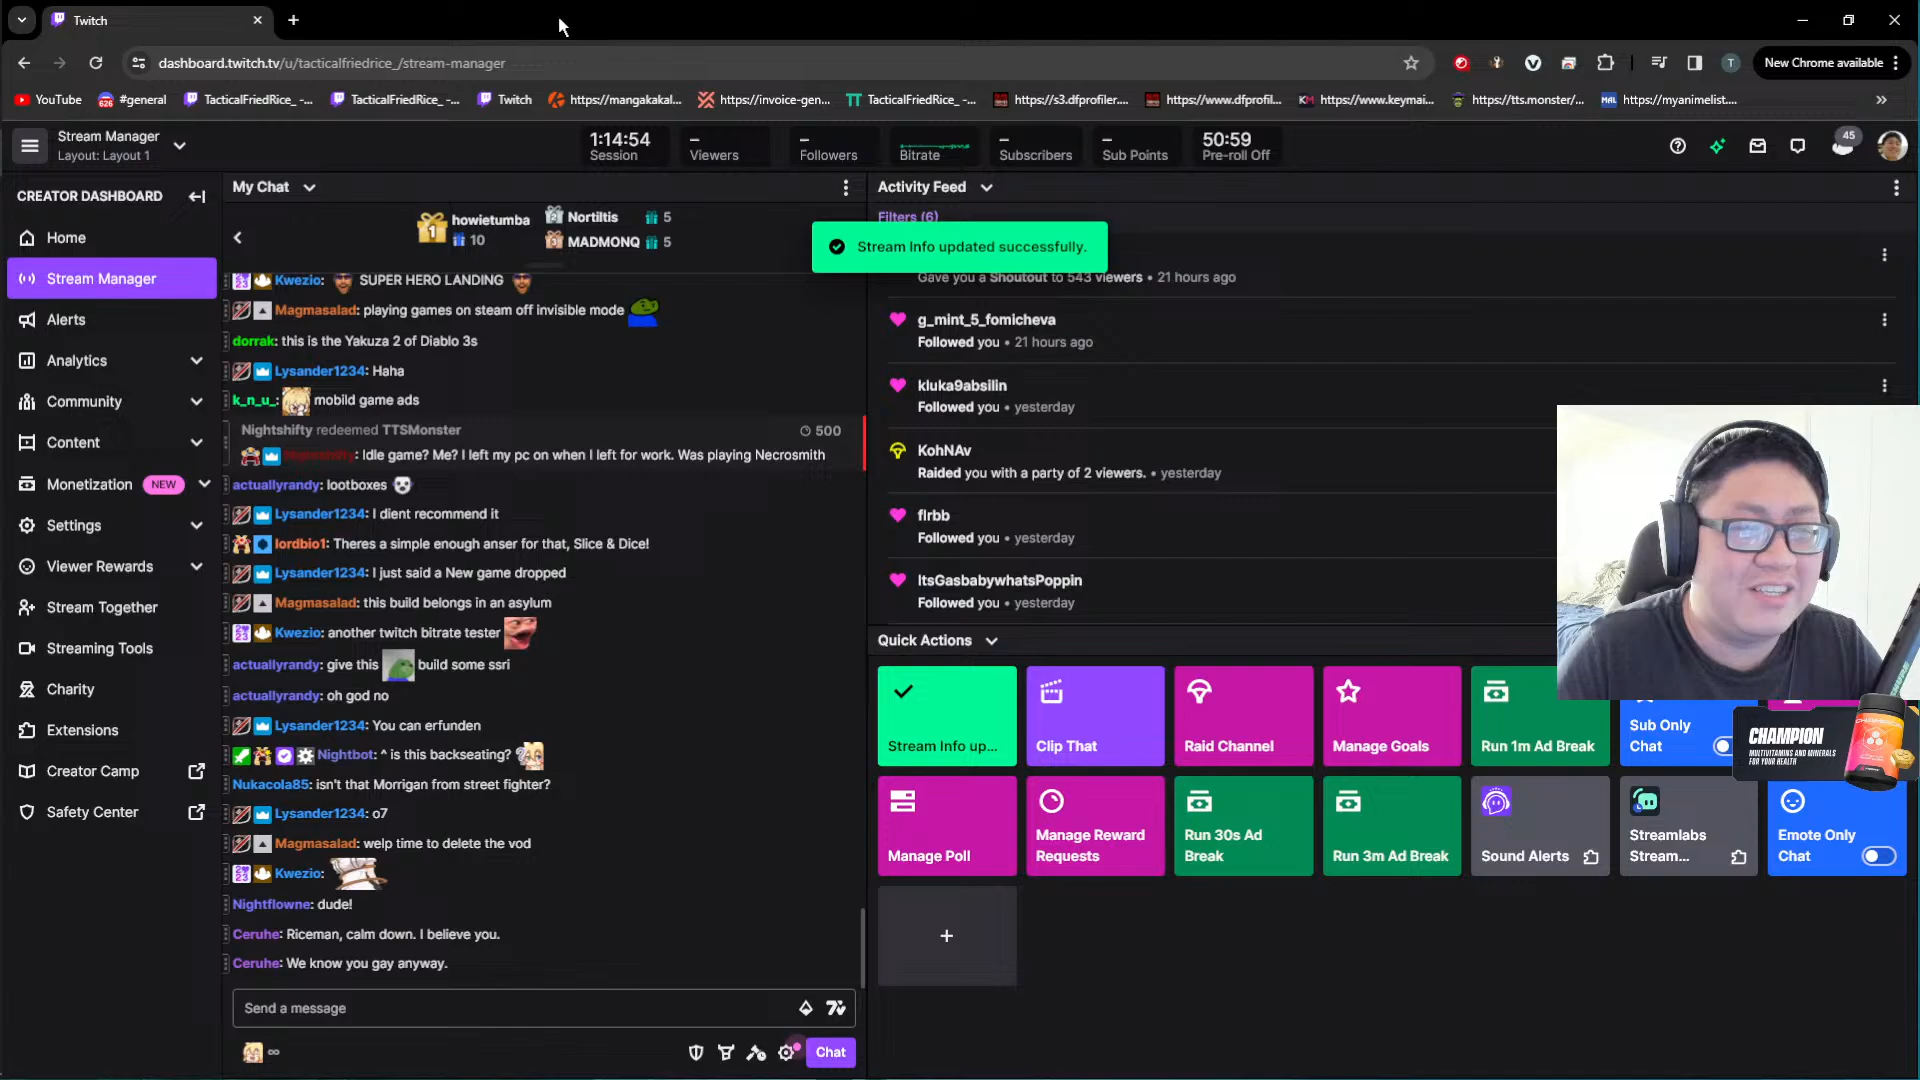 Twitch
dashboard.twitch.tv/u/tacticalfriedrice_/stream-manager
New Chrome available
YouTube
#general
TacticalFriedRice_ -...
TacticalFriedRice_ -...
Twitch
https://mangakakal...
https://invoice-gen...
TacticalFriedRice_ -...
https://s3.dfprofiler....
https://www.dfprofil...
https://www.keymai...
https://tts.monster/...
https://myanimelist....
Stream Manager
Layout: Layout 1
1:14:54
Session
–
Viewers
–
Followers
Bitrate
–
Subscribers
–
Sub Points
50:59
Pre-roll Off
45
CREATOR DASHBOARD
Home
Stream Manager
Alerts
Analytics
Community
Content
Monetization NEW
Settings
Viewer Rewards
Stream Together
Streaming Tools
Charity
Extensions
Creator Camp
Safety Center
My Chat
1 howietumba 10
Nortiltis 5
MADMONQ 5
Kwezio: SUPER HERO LANDING
Magmasalad: playing games on steam off invisible mode
dorrak: this is the Yakuza 2 of Diablo 3s
Lysander1234: Haha
k_n_u_: mobild game ads
Nightshifty redeemed TTSMonster 500
Nightshifty: Idle game? Me? I left my pc on when I left for work. Was playing Necrosmith
actuallyrandy: lootboxes
Lysander1234: I dient recommend it
lordbio1: Theres a simple enough anser for that, Slice & Dice!
Lysander1234: I just said a New game dropped
Magmasalad: this build belongs in an asylum
Kwezio: another twitch bitrate tester
actuallyrandy: give this build some ssri
actuallyrandy: oh god no
Lysander1234: You can erfunden
Nightbot: ^ is this backseating?
Nukacola85: isn't that Morrigan from street fighter?
Lysander1234: o7
Magmasalad: welp time to delete the vod
Kwezio:
Nightflowne: dude!
Ceruhe: Riceman, calm down. I believe you.
Ceruhe: We know you gay anyway.
Send a message
∞
Chat
Activity Feed
Filters (6)
Stream Info updated successfully.
Gave you a Shoutout to 543 viewers • 21 hours ago
g_mint_5_fomicheva
Followed you • 21 hours ago
kluka9absilin
Followed you • yesterday
KohNAv
Raided you with a party of 2 viewers. • yesterday
flrbb
Followed you • yesterday
ItsGasbabywhatsPoppin
Followed you • yesterday
Quick Actions
Stream Info up...
Clip That
Raid Channel
Manage Goals
Run 1m Ad Break
Sub Only
Chat
CHAMPION
MULTIVITAMINS AND MINERALS
FOR YOUR HEALTH
Manage Poll
Manage Reward
Requests
Run 30s Ad
Break
Run 3m Ad Break
Sound Alerts
Streamlabs
Stream...
Emote Only
Chat
+